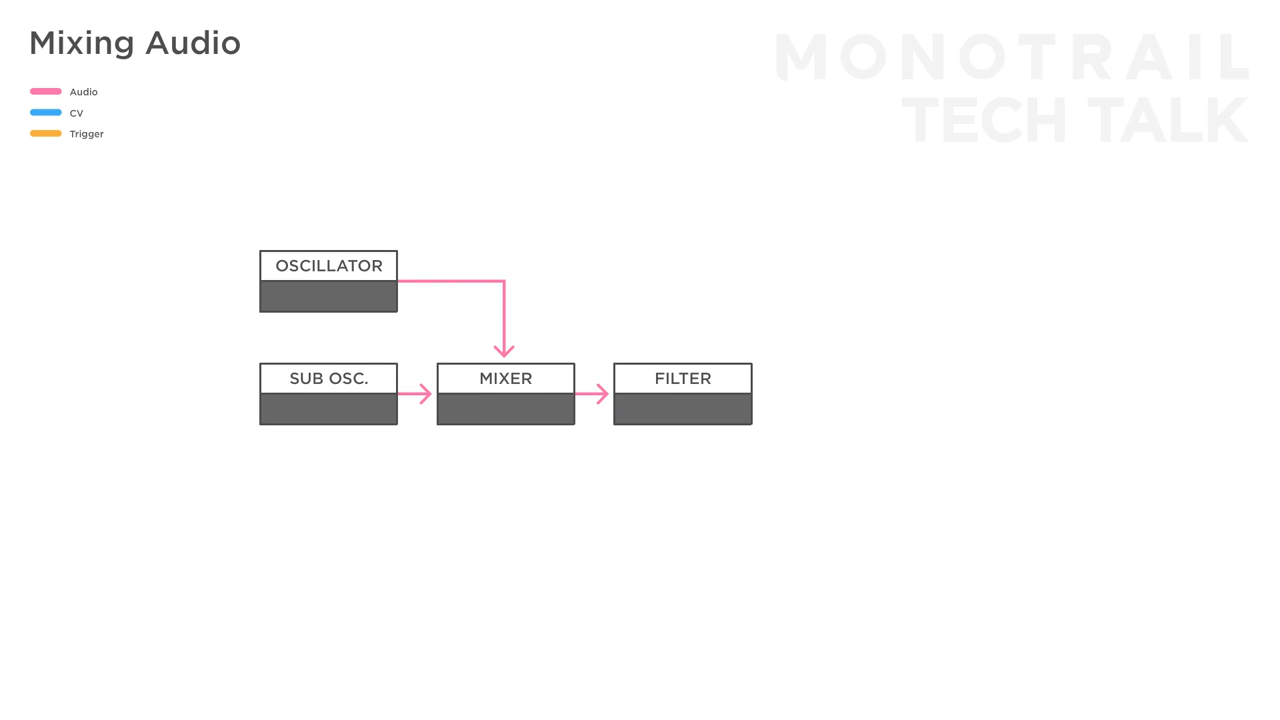 Mixing Audio
MONOTRAIL
TECH TALK
Audio
CV
Trigger
OSCILLATOR
SUB OSC.
MIXER
FILTER